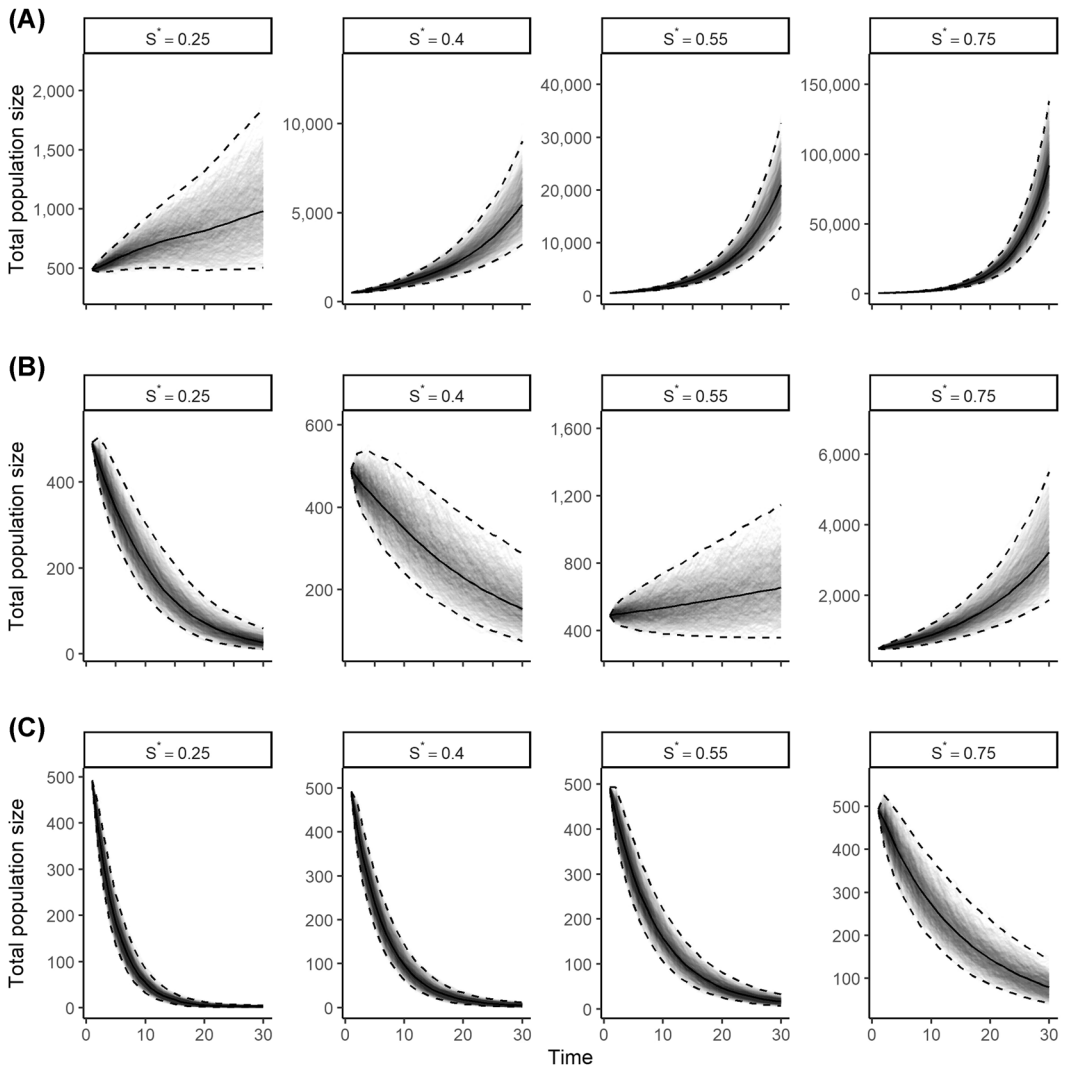 (A)
S* = 0.25
S* = 0.4
S* = 0.55
S* = 0.75
Total population size
2,000
1,500
1,000
500
10,000
5,000
0
40,000
30,000
20,000
10,000
0
150,000
100,000
50,000
0
(B)
S* = 0.25
S* = 0.4
S* = 0.55
S* = 0.75
Total population size
400
200
0
600
400
200
1,600
1,200
800
400
6,000
4,000
2,000
(C)
S* = 0.25
S* = 0.4
S* = 0.55
S* = 0.75
Total population size
500
400
300
200
100
0
500
400
300
200
100
0
500
400
300
200
100
0
500
400
300
200
100
0 10 20 30
0 10 20 30
0 10 20 30
0 10 20 30
Time